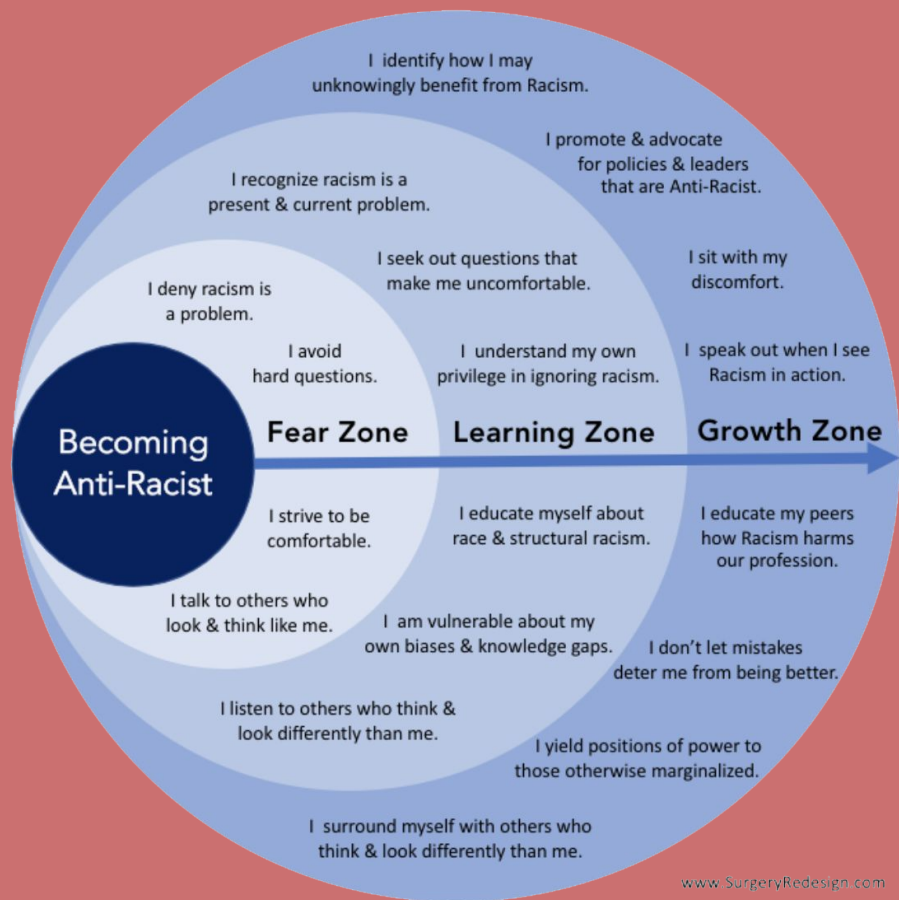 I identify how I may
unknowingly benefit from Racism.
I promote & advocate
for policies & leaders
that are Anti-Racist.
I recognize racism is a
present & current problem.
I seek out questions that
make me uncomfortable.
I sit with my
discomfort.
I deny racism is
a problem.
I avoid
hard questions.
I understand my own
privilege in ignoring racism.
I speak out when I see
Racism in action.
Becoming
Anti-Racist
Fear Zone
Learning Zone
Growth Zone
I strive to be
comfortable.
I educate myself about
race & structural racism.
I educate my peers
how Racism harms
our profession.
I talk to others who
look & think like me.
I am vulnerable about my
own biases & knowledge gaps.
I don't let mistakes
deter me from being better.
I listen to others who think &
look differently than me.
I yield positions of power to
those otherwise marginalized.
I surround myself with others who
think & look differently than me.
www.SurgeryRedesign.com